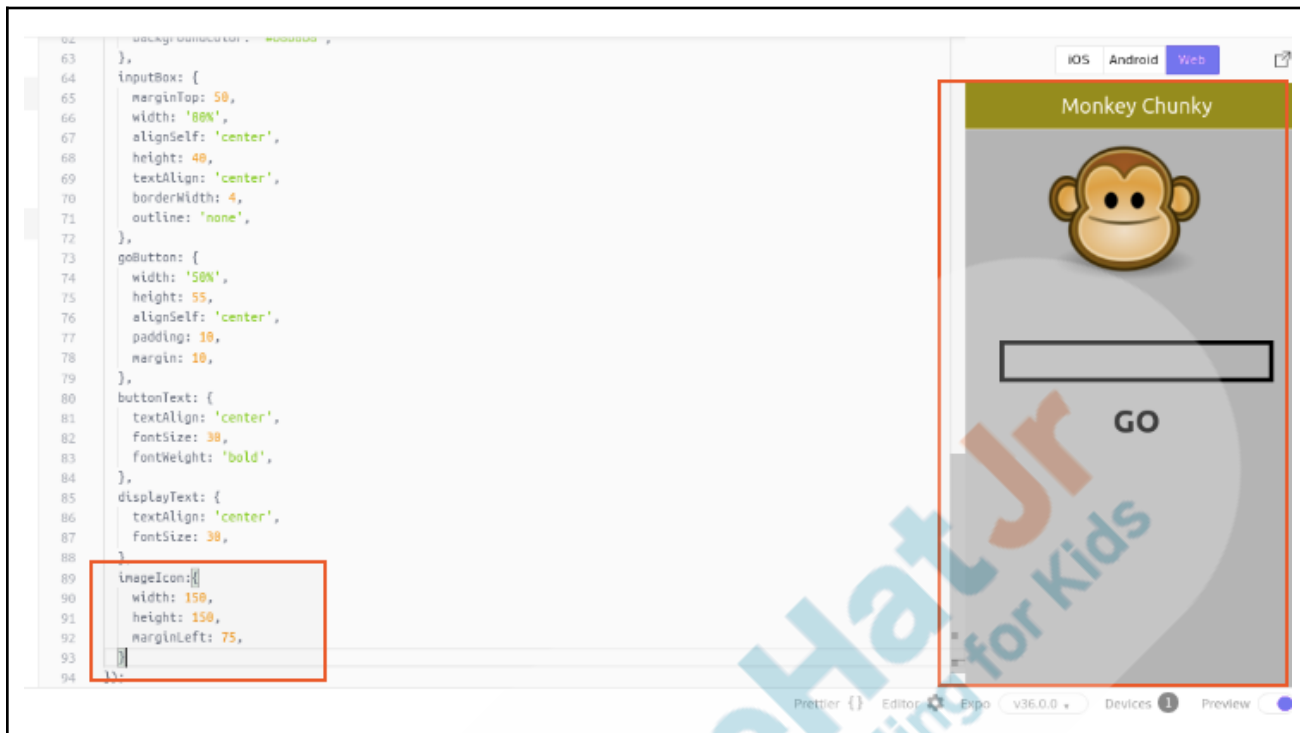 63 },
64 inputBox: {
65 marginTop: 50,
66 width: '80%',
67 alignSelf: 'center',
68 height: 40,
69 textAlign: 'center',
70 borderWidth: 4,
71 outline: 'none',
72 },
73 goButton: {
74 width: '50%',
75 height: 55,
76 alignSelf: 'center',
77 padding: 10,
78 margin: 10,
79 },
80 buttonText: {
81 textAlign: 'center',
82 fontSize: 30,
83 fontWeight: 'bold',
84 },
85 displayText: {
86 textAlign: 'center',
87 fontSize: 30,
88 }
89 imageIcon:{
90 width: 150,
91 height: 150,
92 marginLeft: 75,
93 }
94 });
iOS Android Web
Monkey Chunky
GO
Hat Jr
for Kids
Prettier {} Editor Expo v36.0.0 Devices 1 Preview